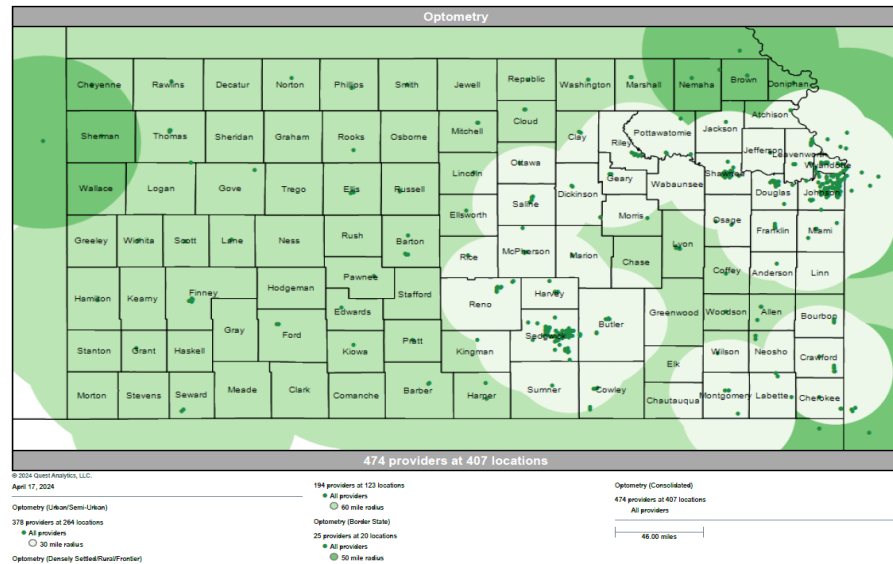 Optometry
Cheyenne Rawlins Decatur Norton Phillips Smith Jewell Republic Washington Marshall Nemaha Brown Doniphan
Sherman Thomas Sheridan Graham Rooks Osborne Mitchell Cloud Clay Riley Pottawatomie Jackson Atchison
Jefferson Leavenworth Wyandotte
Wallace Logan Gove Trego Ellis Russell Lincoln Ottawa Dickinson Geary Wabaunsee Shawnee Douglas Johnson
Saline
Greeley Wichita Scott Lane Ness Rush Barton Ellsworth McPherson Marion Morris Chase Lyon Osage Franklin Miami
Rice
Hamilton Kearny Finney Hodgeman Pawnee Stafford Reno Harvey Coffey Anderson Linn
Edwards
Gray Ford Sedgwick Butler Greenwood Woodson Allen Bourbon
Stanton Grant Haskell Kiowa Pratt Kingman Elk Wilson Neosho Crawford
Morton Stevens Seward Meade Clark Comanche Barber Harper Sumner Cowley Chautauqua Montgomery Labette Cherokee
474 providers at 407 locations
© 2024 Quest Analytics, LLC.
April 17, 2024
Optometry (Urban/Semi-Urban)
378 providers at 264 locations
All providers
30 mile radius
Optometry (Densely Settled/Rural/Frontier)
194 providers at 123 locations
All providers
60 mile radius
Optometry (Border State)
25 providers at 20 locations
All providers
50 mile radius
Optometry (Consolidated)
474 providers at 407 locations
All providers
46.00 miles